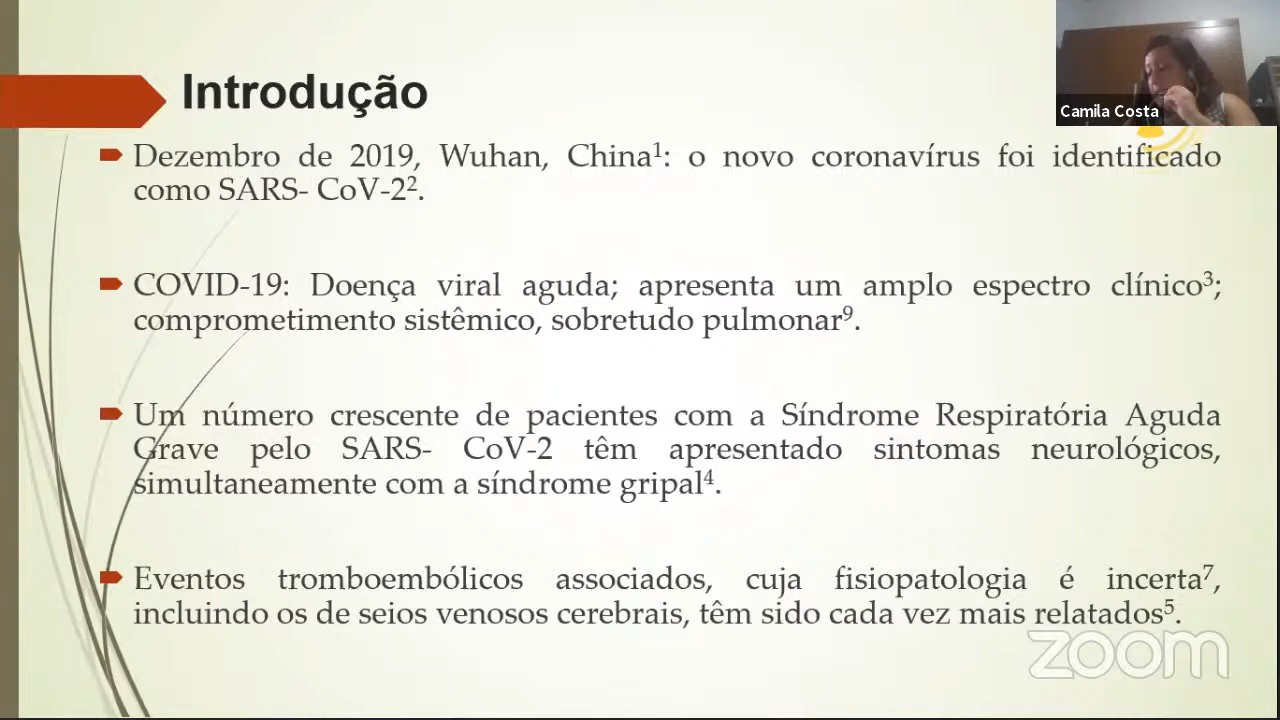 Introdução
Camila Costa
Dezembro de 2019, Wuhan, China¹: o novo coronavírus foi identificado
como SARS- CoV-2².
COVID-19: Doença viral aguda; apresenta um amplo espectro clínico³;
comprometimento sistêmico, sobretudo pulmonar⁹.
Um número crescente de pacientes com a Síndrome Respiratória Aguda
Grave pelo SARS- CoV-2 têm apresentado sintomas neurológicos,
simultaneamente com a síndrome gripal⁴.
Eventos tromboembólicos associados, cuja fisiopatologia é incerta⁷,
incluindo os de seios venosos cerebrais, têm sido cada vez mais relatados⁵.
zoom